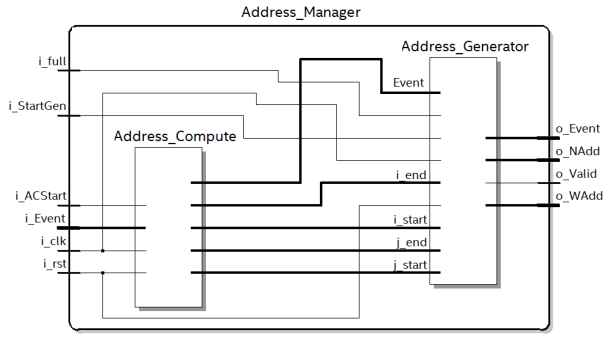 Address_Manager
Address_Generator
i_full
Event
i_StartGen
Address_Compute
o_Event
o_NAdd
o_Valid
i_end
i_ACStart
o_WAdd
i_Event
i_start
i_clk
j_end
i_rst
j_start